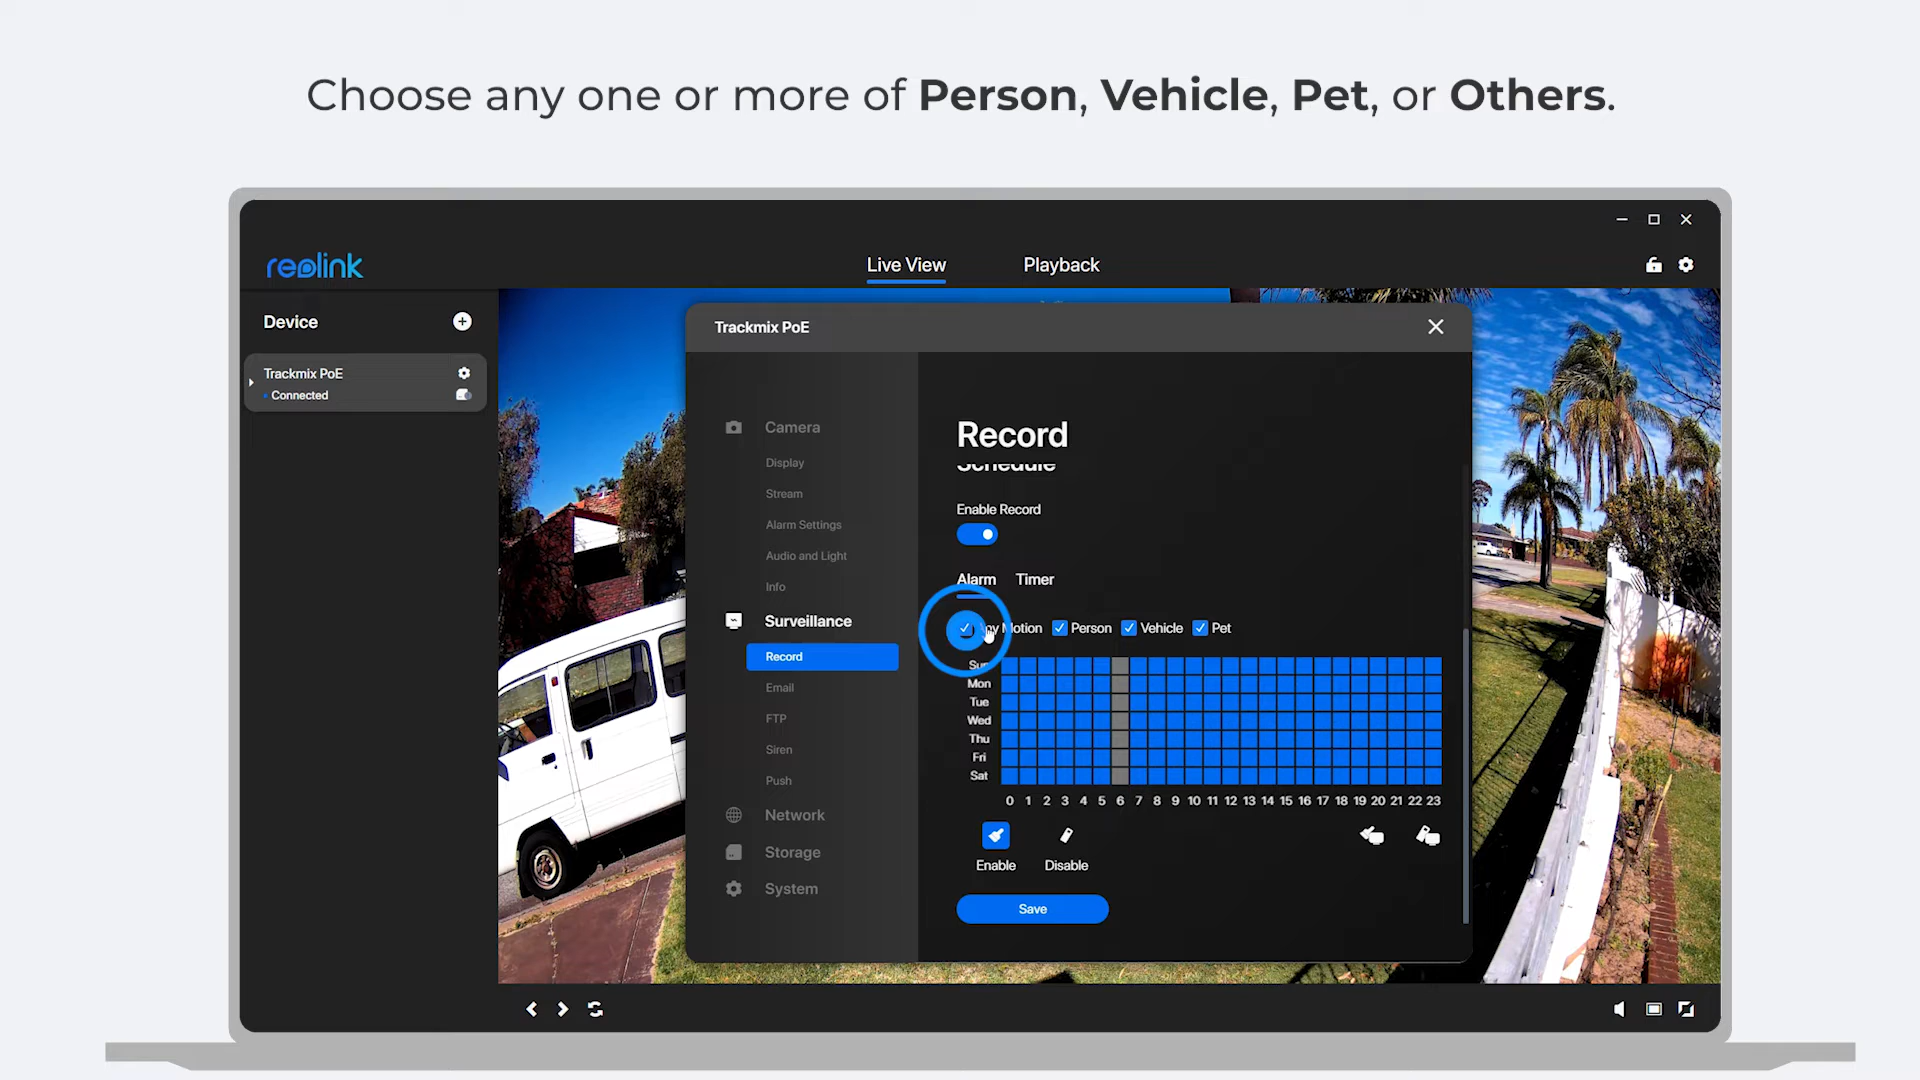 Choose any one or more of Person, Vehicle, Pet, or Others.
reolink
Live View
Playback
Device
Trackmix PoE
Connected
Trackmix PoE
Camera
Display
Stream
Alarm Settings
Audio and Light
Info
Surveillance
Record
Email
FTP
Siren
Push
Network
Storage
System
Record
Schedule
Enable Record
Alarm Timer
Any Motion Person Vehicle Pet
Sun
Mon
Tue
Wed
Thu
Fri
Sat
0 1 2 3 4 5 6 7 8 9 10 11 12 13 14 15 16 17 18 19 20 21 22 23
Enable Disable
Save